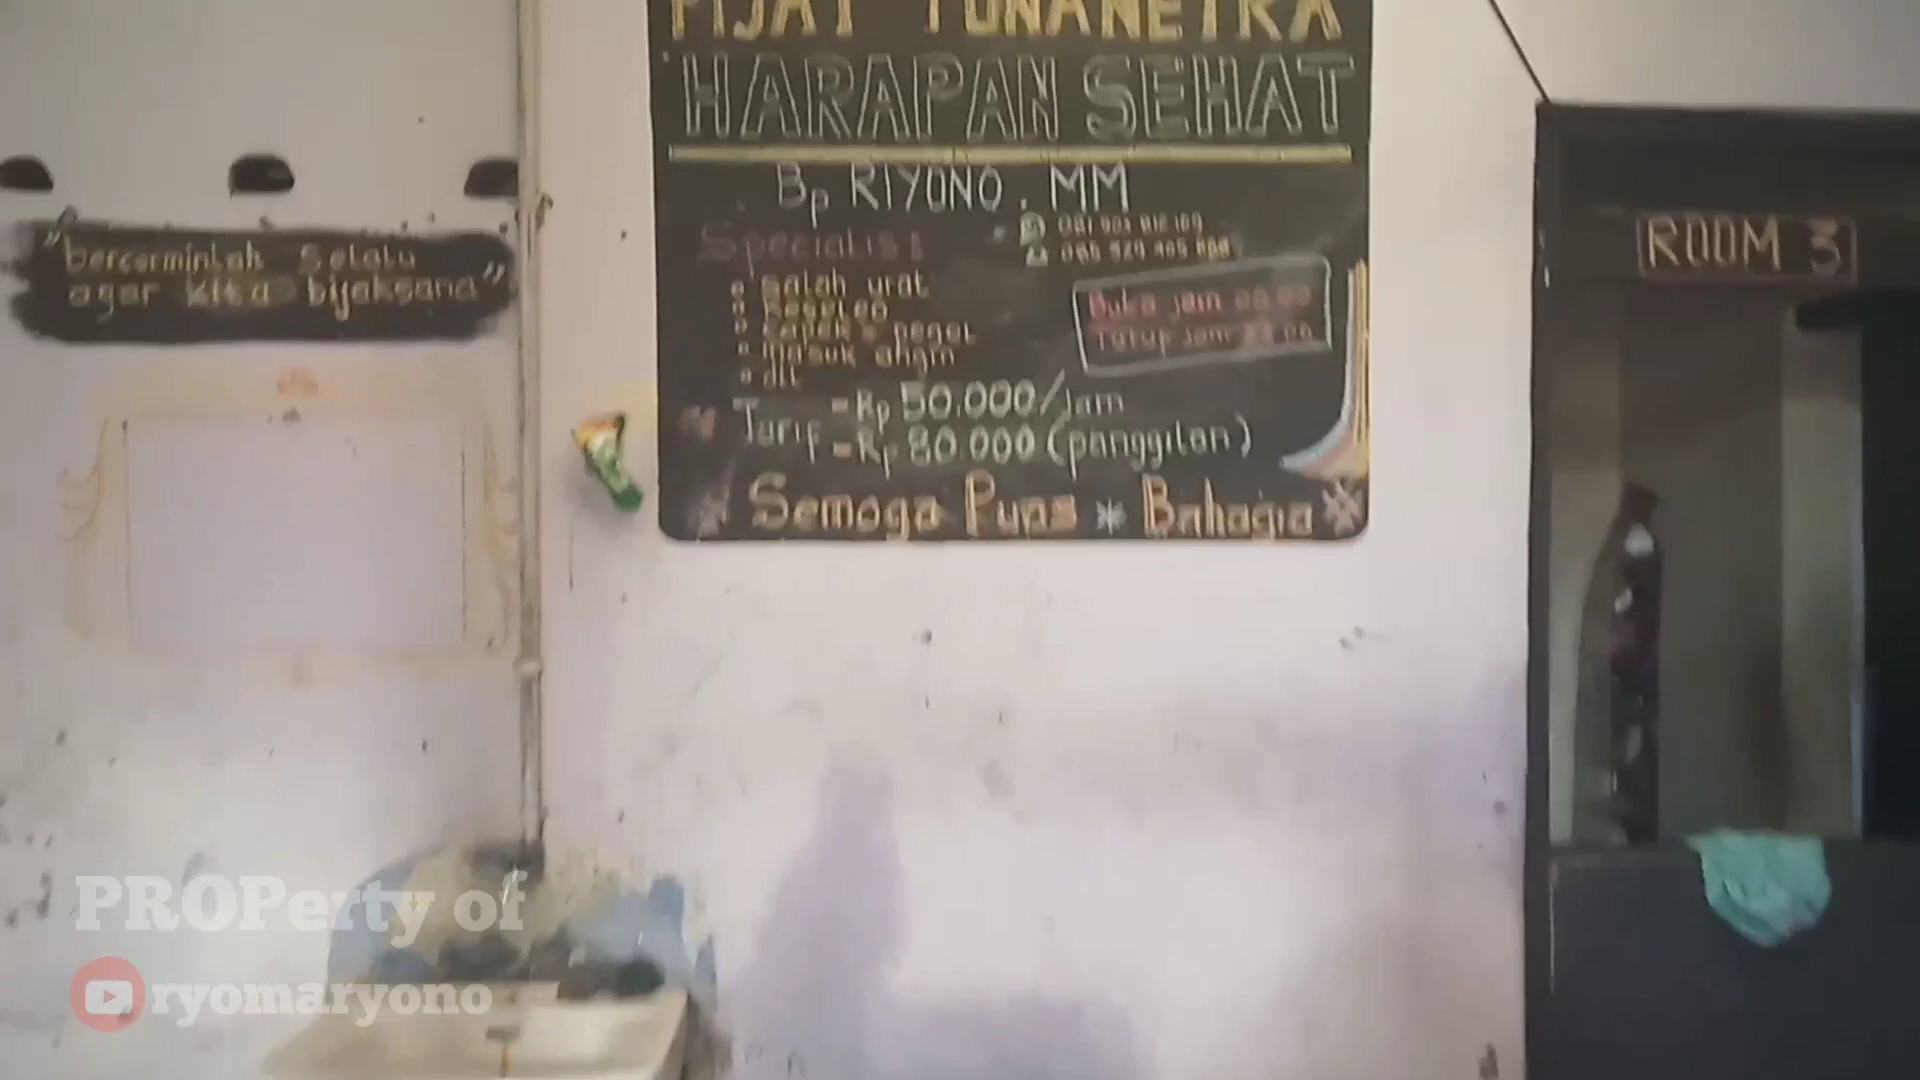 PIJAT TUNANETRA
HARAPAN SEHAT
Bp RIYONO . MM
Specialist
• salah urat
• Keseleo
• capek - pegel
• masuk angin
• dll
Buka jam
Tutup jam
Tarif = Rp 50.000/jam
= Rp 80.000 (panggilan)
Semoga Puas * Bahagia
"bercerminlah selalu
agar kita bijaksana"
ROOM 3
PROPerty of
ryomaryono